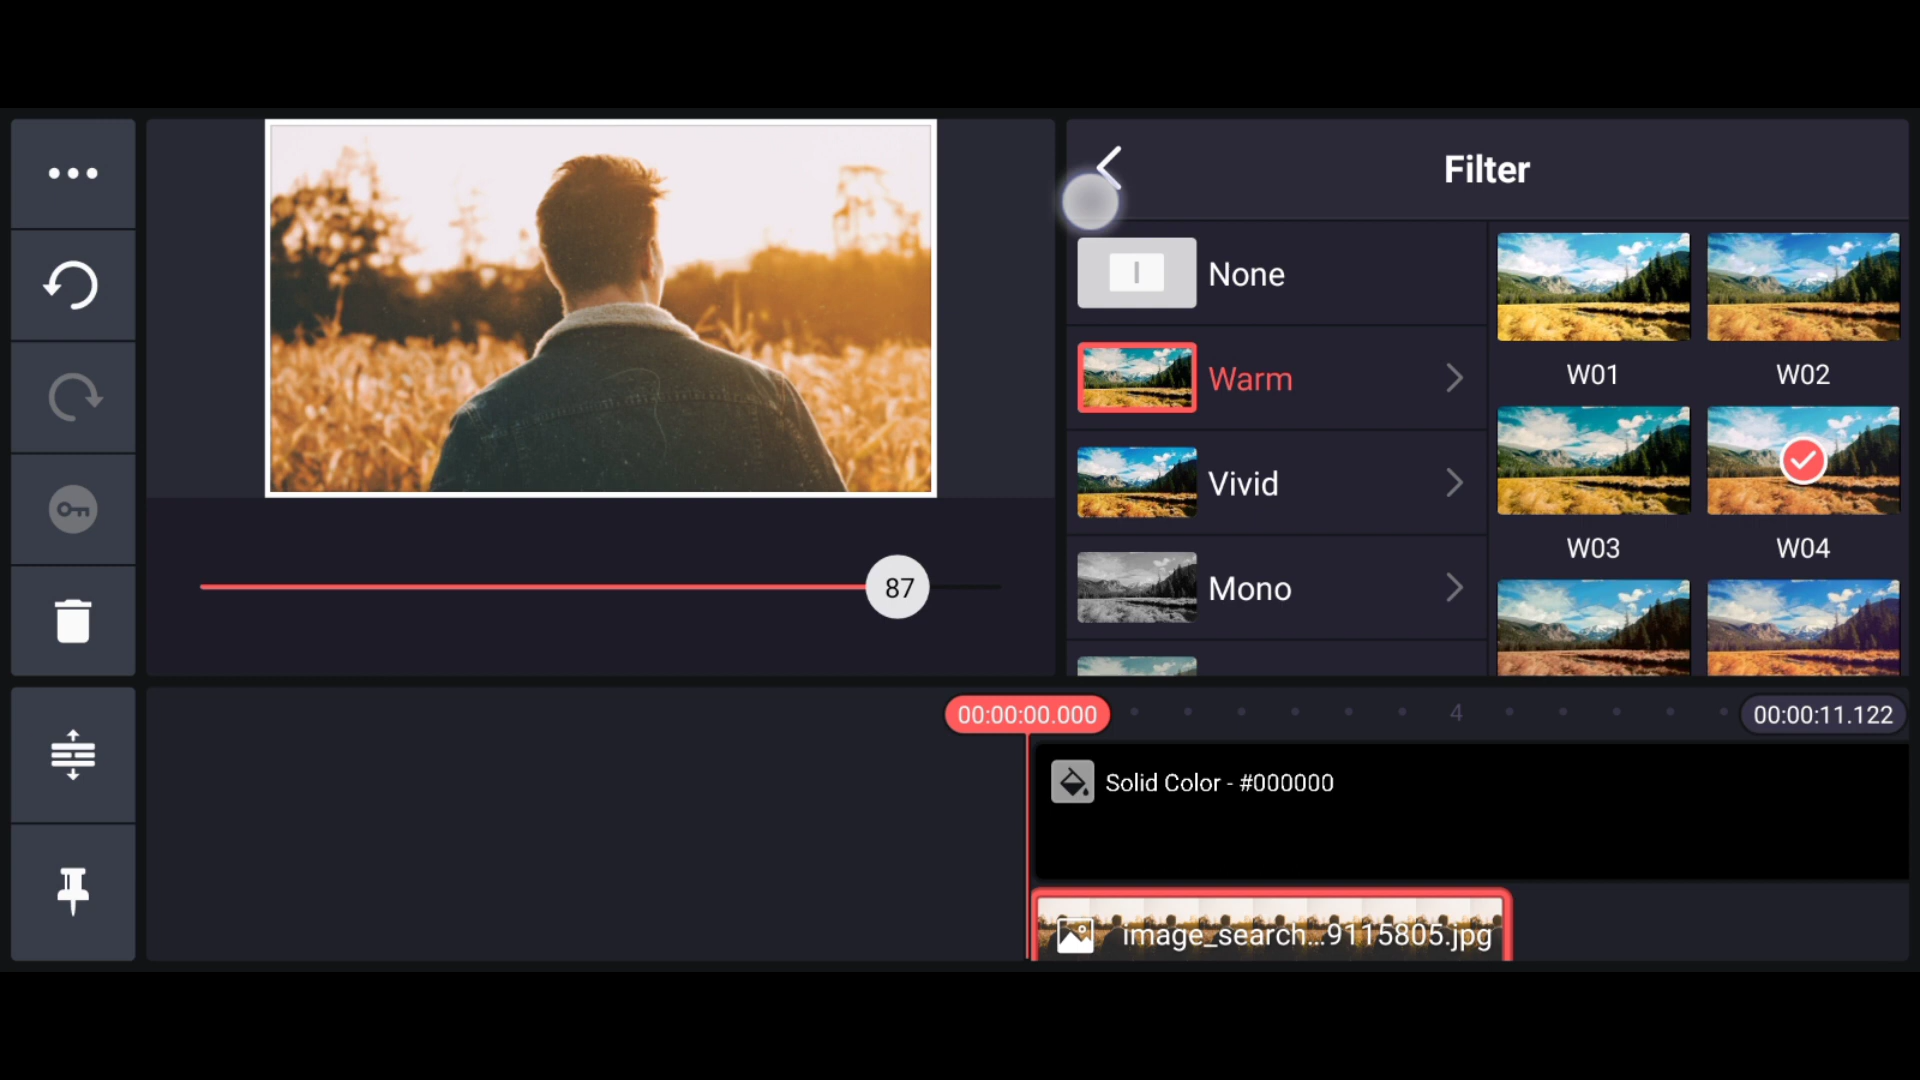 Filter
None
Warm
Vivid
Mono
W01
W02
W03
W04
87
00:00:00.000
4
00:00:11.122
Solid Color - #000000
image_search...9115805.jpg